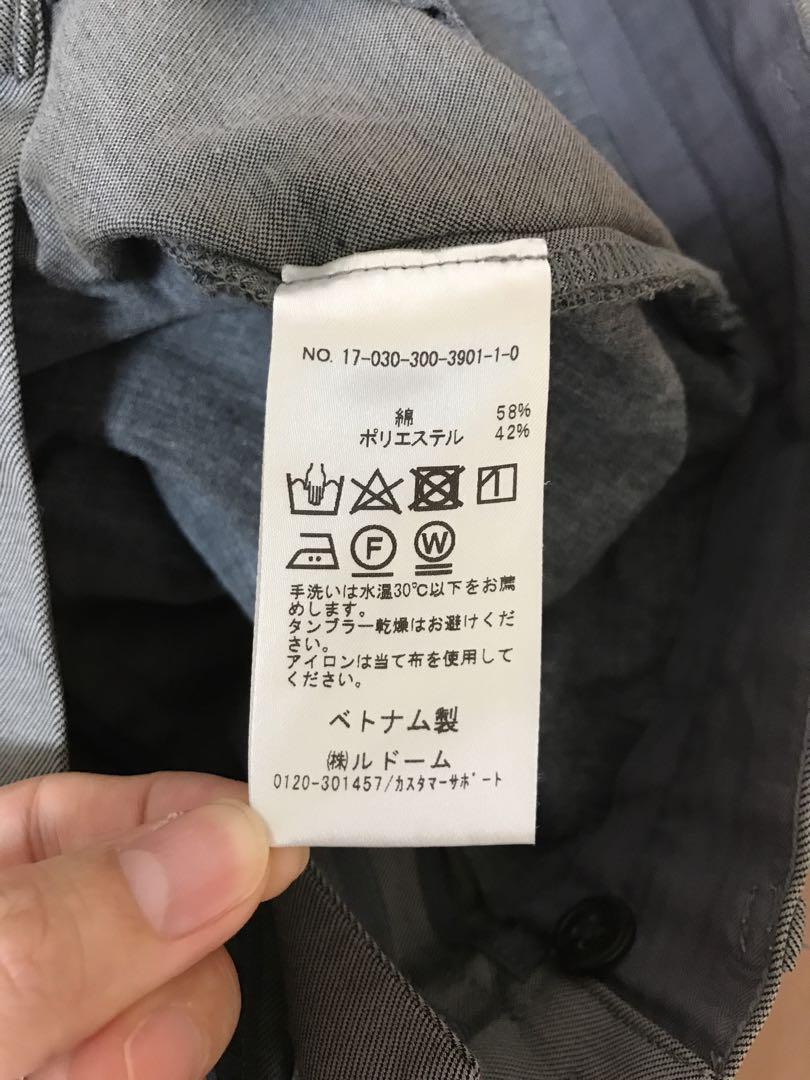 NO. 17-030-300-3901-1-0
綿 58%
ポリエステル 42%
F W
手洗いは水温30℃以下をお薦
めします。
タンブラー乾燥はお避けくだ
さい。
アイロンは当て布を使用して
ください。
ベトナム製
㈱ルドーム
0120-301457/ｶｽﾀﾏｰｻﾎﾟｰﾄ